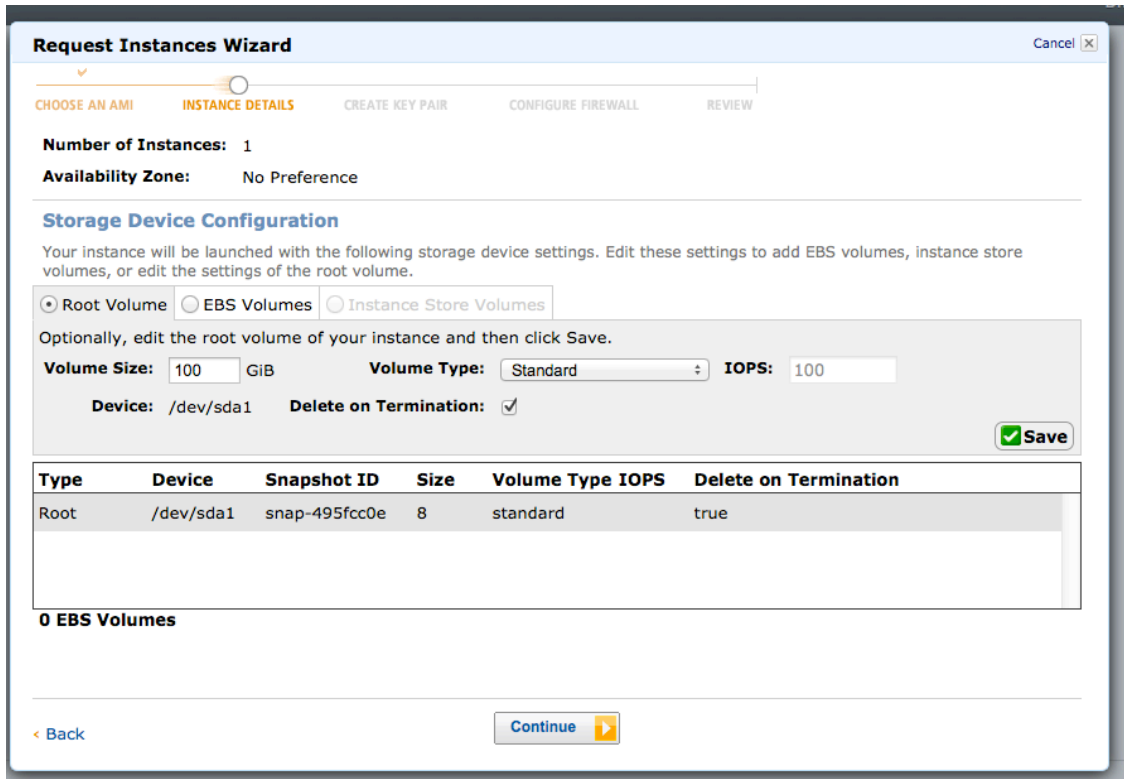 Request Instances Wizard
Cancel
CHOOSE AN AMI INSTANCE DETAILS CREATE KEY PAIR CONFIGURE FIREWALL REVIEW
Number of Instances: 1
Availability Zone: No Preference
Storage Device Configuration
Your instance will be launched with the following storage device settings. Edit these settings to add EBS volumes, instance store
volumes, or edit the settings of the root volume.
Root Volume EBS Volumes Instance Store Volumes
Optionally, edit the root volume of your instance and then click Save.
Volume Size: 100 GiB Volume Type: Standard IOPS: 100
Device: /dev/sda1 Delete on Termination:
Save
Type Device Snapshot ID Size Volume Type IOPS Delete on Termination
Root /dev/sda1 snap-495fcc0e 8 standard true
0 EBS Volumes
Back Continue